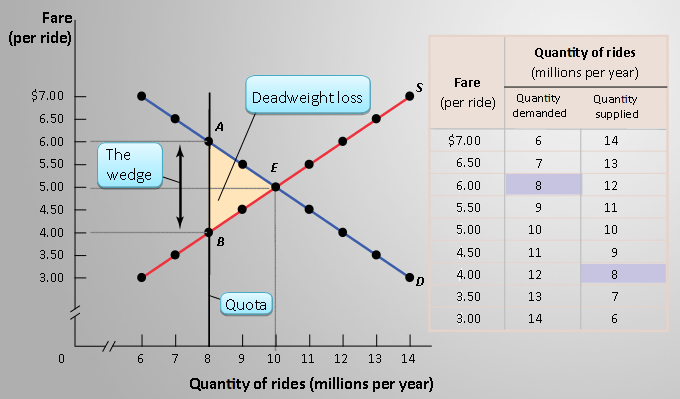 Fare
(per ride)
$7.00
6.50
6.00
5.50
5.00
4.50
4.00
3.50
3.00
0
6 7 8 9 10 11 12 13 14
Quantity of rides (millions per year)
The
wedge
Deadweight loss
Quota
A
B
E
S
D
Quantity of rides
(millions per year)
Fare
(per ride)
Quantity
demanded
Quantity
supplied
$7.00 6 14
6.50 7 13
6.00 8 12
5.50 9 11
5.00 10 10
4.50 11 9
4.00 12 8
3.50 13 7
3.00 14 6